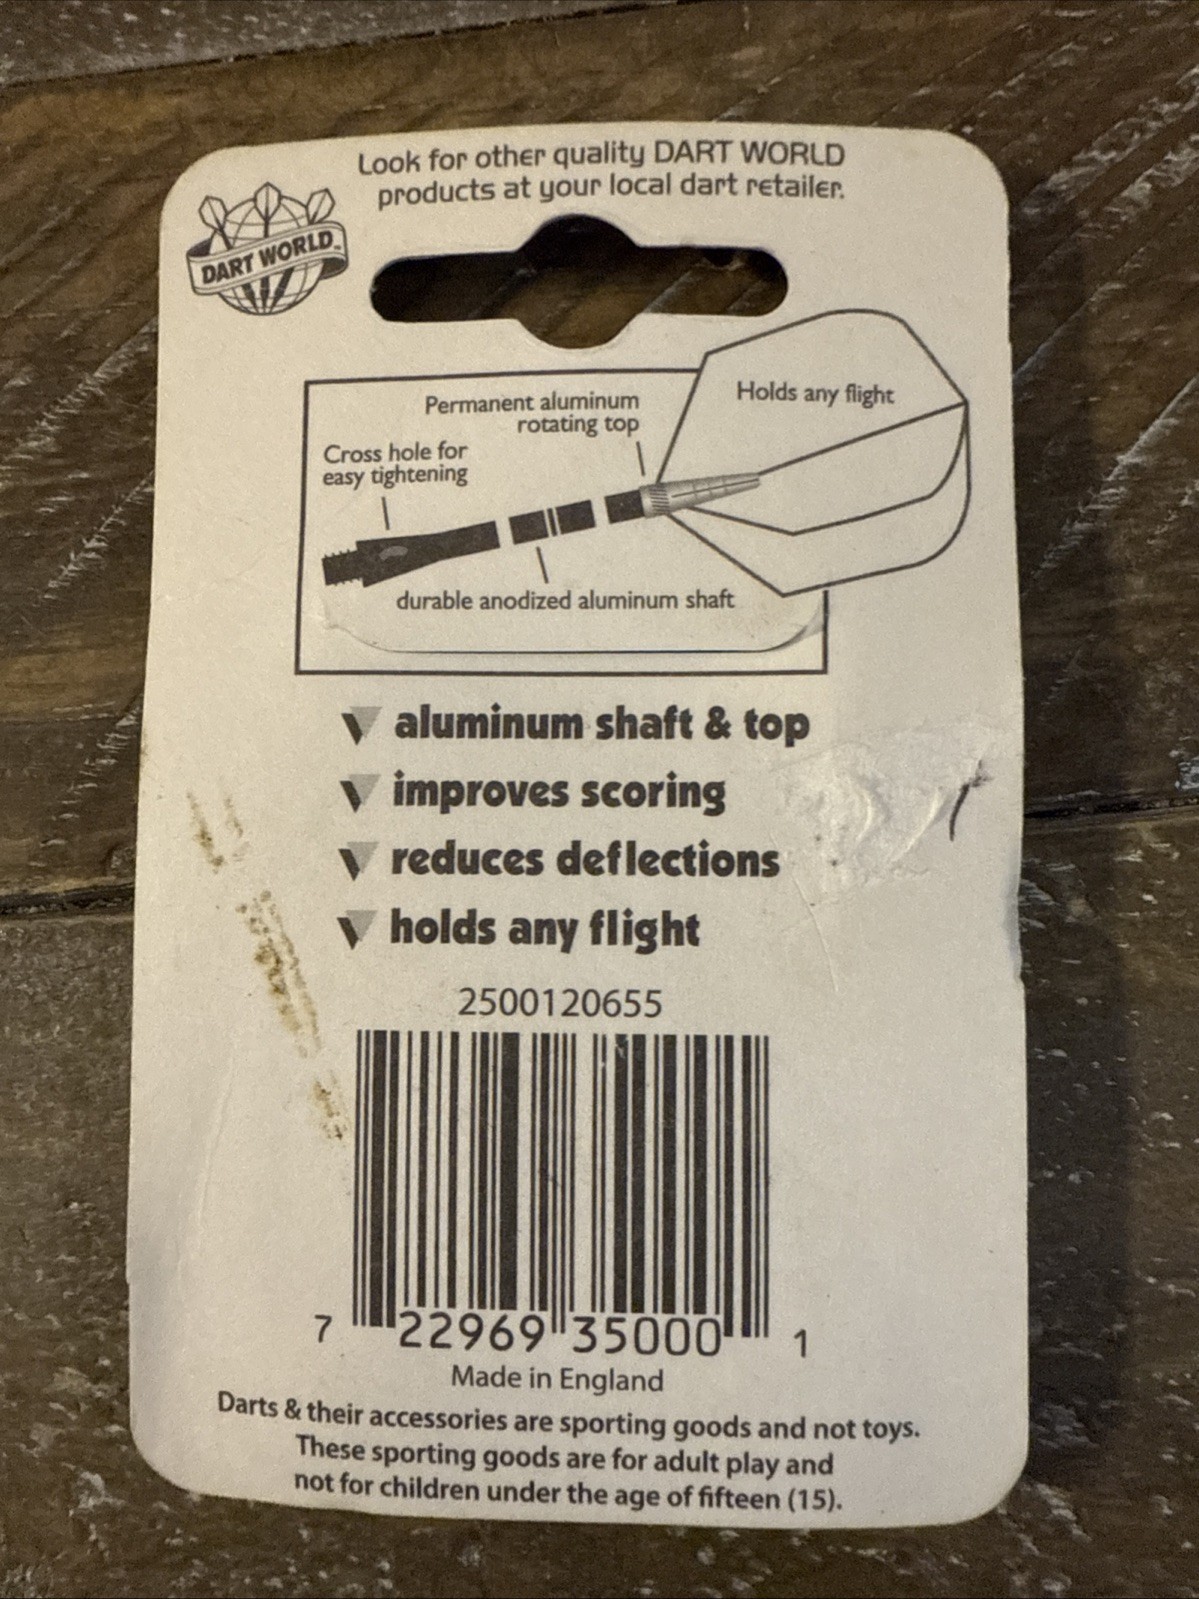 Look for other quality DART WORLD
products at your local dart retailer.
DART WORLD™
Holds any flight
Permanent aluminum
rotating top
Cross hole for
easy tightening
durable anodized aluminum shaft
aluminum shaft & top
improves scoring
reduces deflections
holds any flight
2500120655
7 22969 35000 1
Made in England
Darts & their accessories are sporting goods and not toys.
These sporting goods are for adult play and
not for children under the age of fifteen (15).